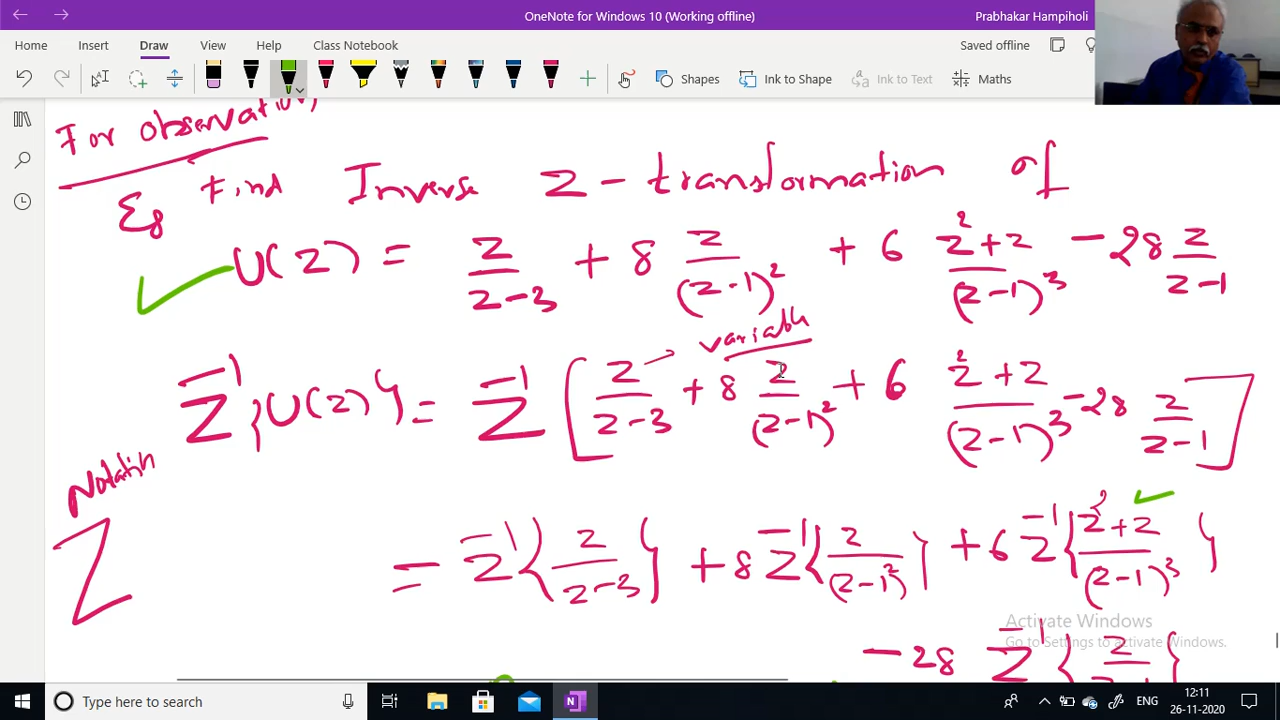 OneNote for Windows 10 (Working offline)
Prabhakar Hampiholi
Home Insert Draw View Help Class Notebook
Saved offline
Shapes Ink to Shape Ink to Text Maths
For observation,
Eg Find Inverse Z - transformation of
U(z) = z/(z-3) + 8 z/(z-1)² + 6 (z²+z)/(z-1)³ - 28 z/(z-1)
variable
Z⁻¹{U(z)} = Z⁻¹[z/(z-3) + 8 z/(z-1)² + 6 (z²+z)/(z-1)³ - 28 z/(z-1)]
Notatin
Z
= Z⁻¹{z/(z-3)} + 8 Z⁻¹{z/(z-1)²} + 6 Z⁻¹{(z²+z)/(z-1)³}
Activate Windows
Go to Settings to activate Windows.
- 28 Z⁻¹{z
Type here to search
ENG
12:11
26-11-2020